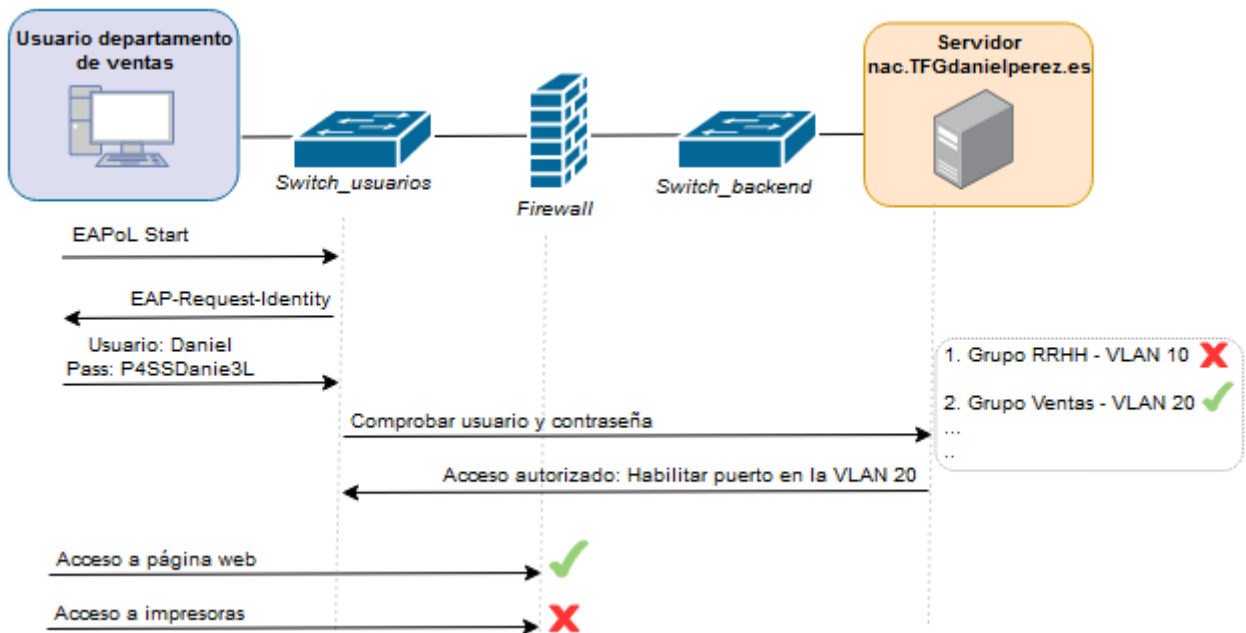 Usuario departamento
de ventas
Servidor
nac.TFGdanielperez.es
Switch_usuarios
Firewall
Switch_backend
EAPoL Start
EAP-Request-Identity
Usuario: Daniel
Pass: P4SSDanie3L
1. Grupo RRHH - VLAN 10
2. Grupo Ventas - VLAN 20
...
..
Comprobar usuario y contraseña
Acceso autorizado: Habilitar puerto en la VLAN 20
Acceso a página web
Acceso a impresoras